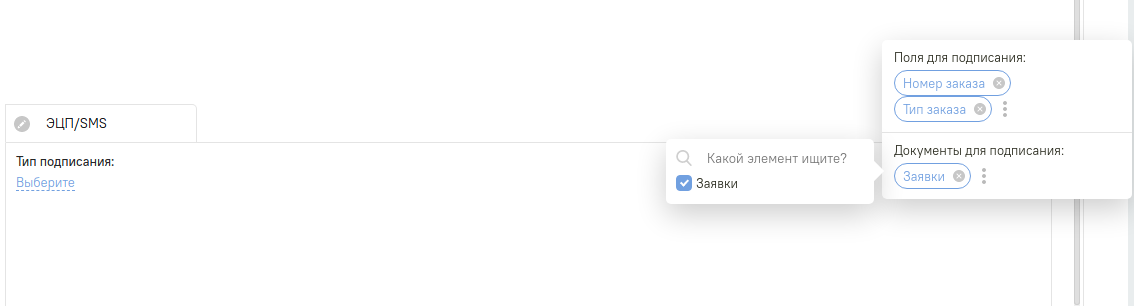 Поля для подписания:
Номер заказа
Тип заказа
ЭЦП/SMS
Документы для подписания:
Какой элемент ищите?
Тип подписания:
Заявки
Выберите
Заявки